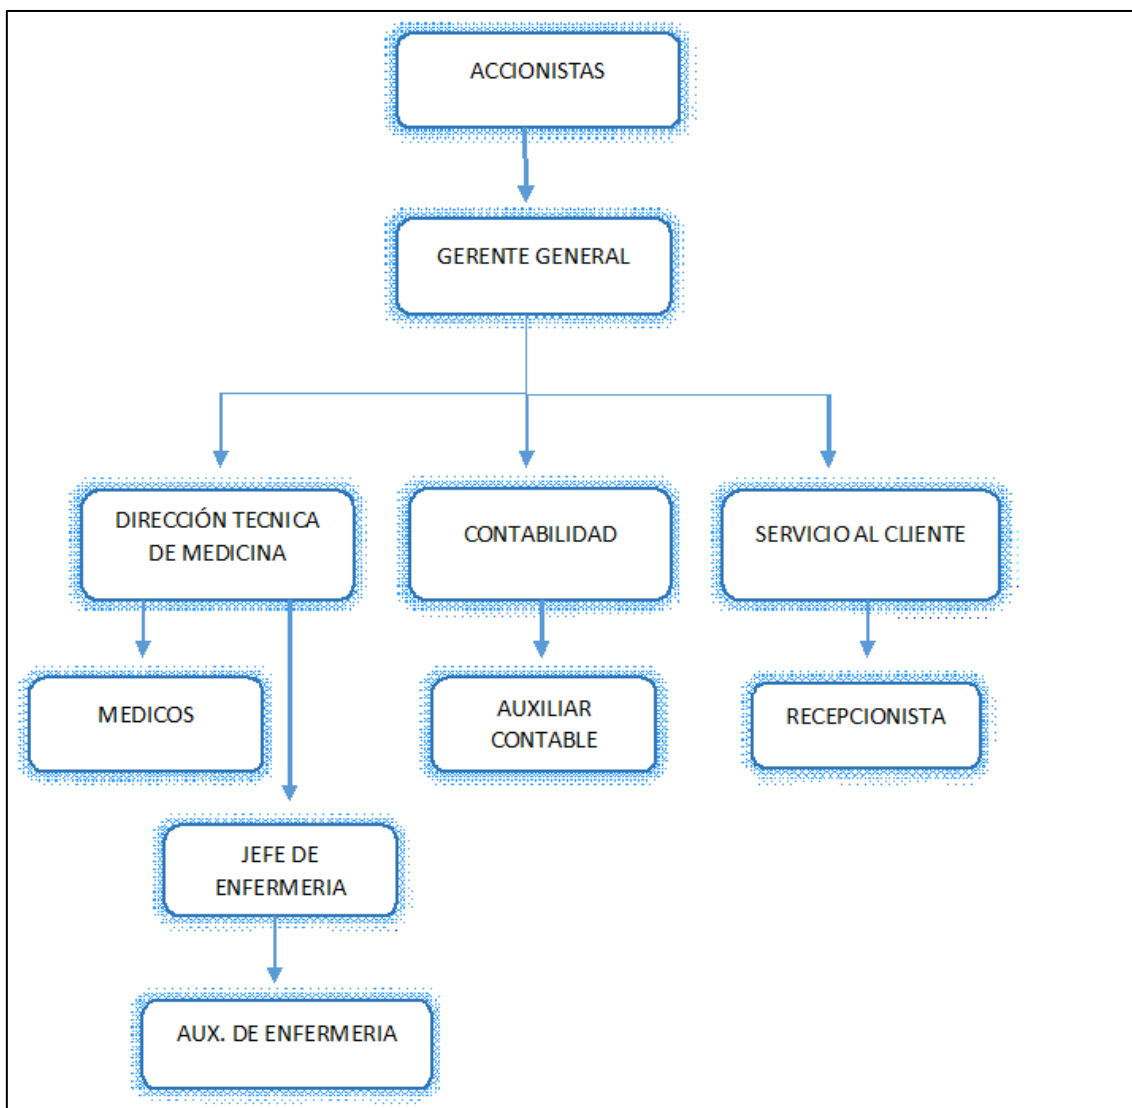 ACCIONISTAS
GERENTE GENERAL
DIRECCIÓN TECNICA
DE MEDICINA
CONTABILIDAD
SERVICIO AL CLIENTE
MEDICOS
AUXILIAR
CONTABLE
RECEPCIONISTA
JEFE DE
ENFERMERIA
AUX. DE ENFERMERIA